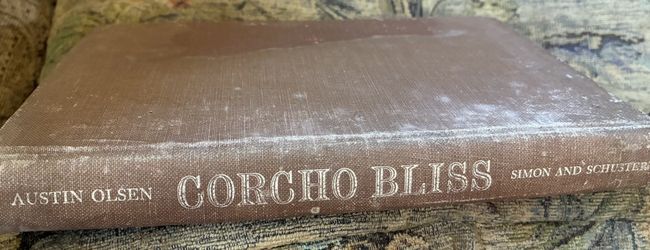 AUSTIN OLSEN CORCHO BLISS SIMON AND SCHUSTER